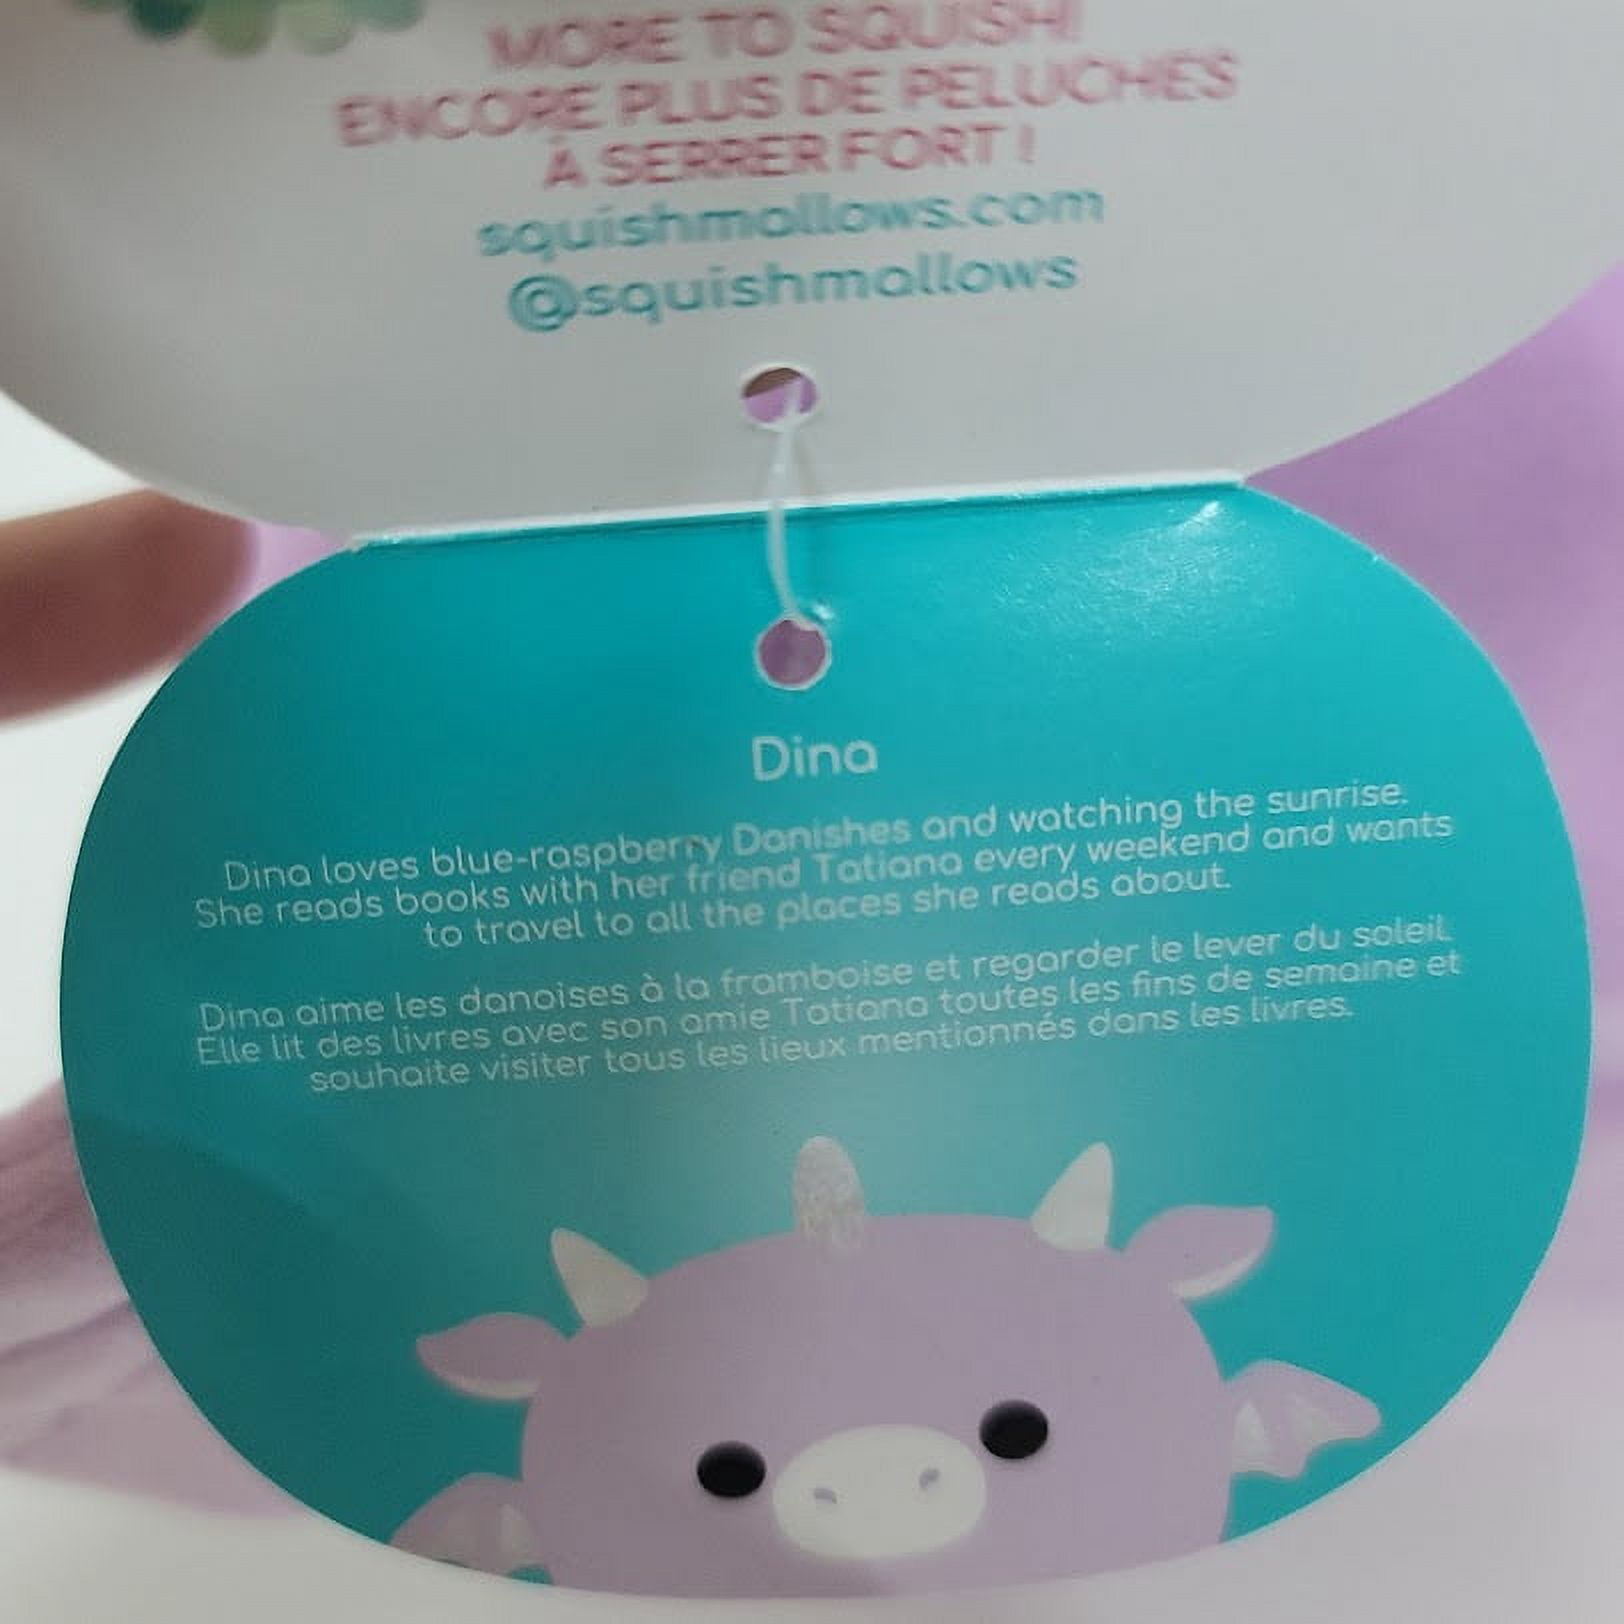 MORE TO SQUISH!
ENCORE PLUS DE PELUCHES
À SERRER FORT !
squishmallows.com
@squishmallows
Dina
Dina loves blue-raspberry Danishes and watching the sunrise.
She reads books with her friend Tatiana every weekend and wants
to travel to all the places she reads about.
Dina aime les danoises à la framboise et regarder le lever du soleil.
Elle lit des livres avec son amie Tatiana toutes les fins de semaine et
souhaite visiter tous les lieux mentionnés dans les livres.